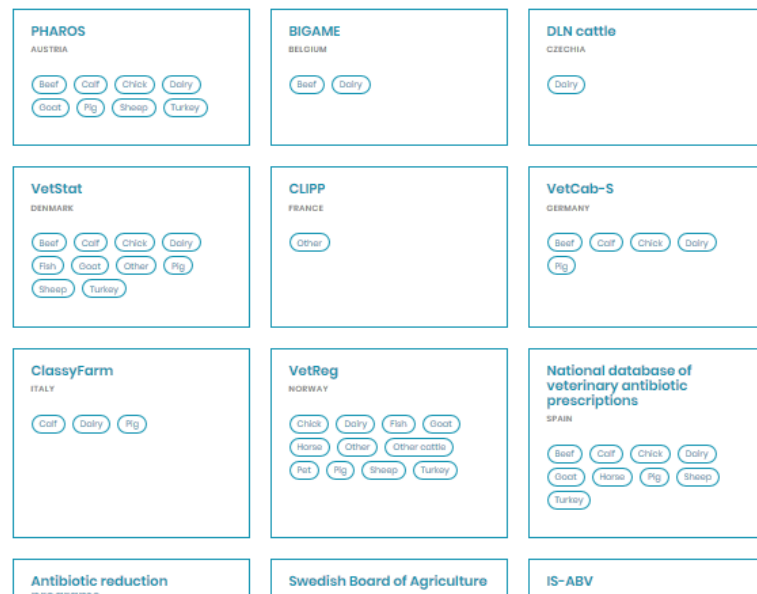 PHAROS
AUSTRIA
Beef Calf Chick Dairy
Goat Pig Sheep Turkey
BIGAME
BELGIUM
Beef Dairy
DLN cattle
CZECHIA
Dairy
VetStat
DENMARK
Beef Calf Chick Dairy
Fish Goat Other Pig
Sheep Turkey
CLIPP
FRANCE
Other
VetCab-S
GERMANY
Beef Calf Chick Dairy
Pig
ClassyFarm
ITALY
Calf Dairy Pig
VetReg
NORWAY
Chick Dairy Fish Goat
Horse Other Other cattle
Pet Pig Sheep Turkey
National database of
veterinary antibiotic
prescriptions
SPAIN
Beef Calf Chick Dairy
Goat Horse Pig Sheep
Turkey
Antibiotic reduction
Swedish Board of Agriculture
IS-ABV